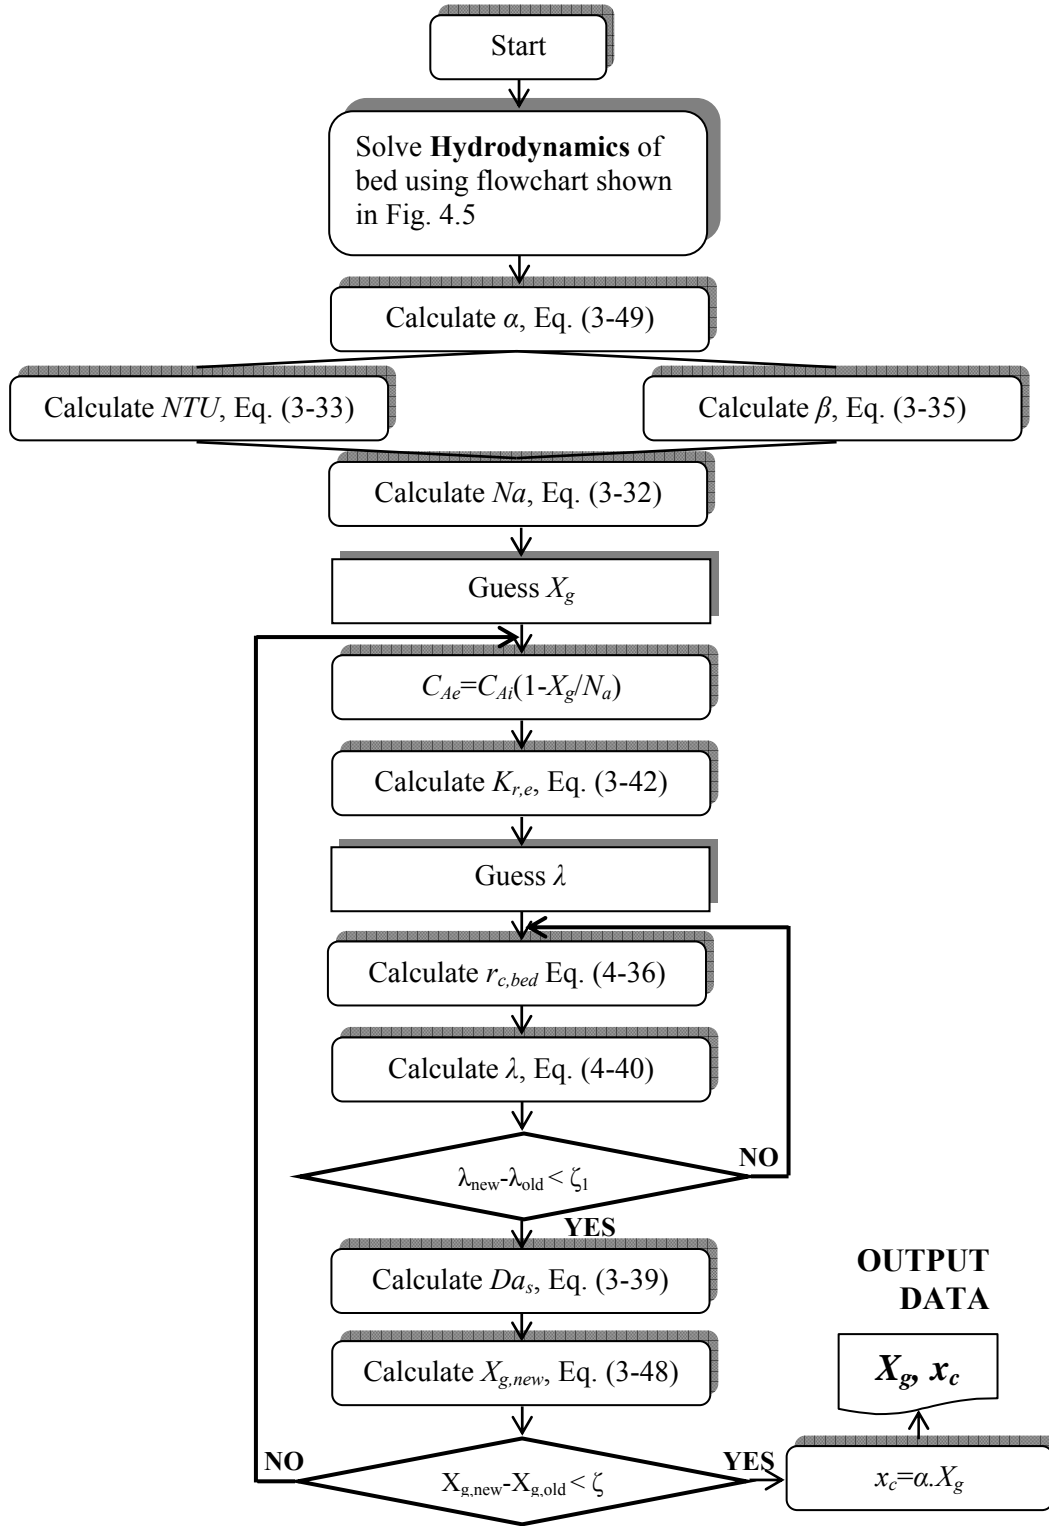 Start
Solve Hydrodynamics of
bed using flowchart shown
in Fig. 4.5
Calculate α, Eq. (3-49)
Calculate NTU, Eq. (3-33)
Calculate β, Eq. (3-35)
Calculate Na, Eq. (3-32)
Guess Xg
CAe=CAi(1-Xg/Na)
Calculate Kr,e, Eq. (3-42)
Guess λ
Calculate rc,bed Eq. (4-36)
Calculate λ, Eq. (4-40)
λnew-λold < ζ1
NO
YES
Calculate Das, Eq. (3-39)
Calculate Xg,new, Eq. (3-48)
Xg,new-Xg,old < ζ
NO
YES
xc=α.Xg
OUTPUT
DATA
Xg, xc